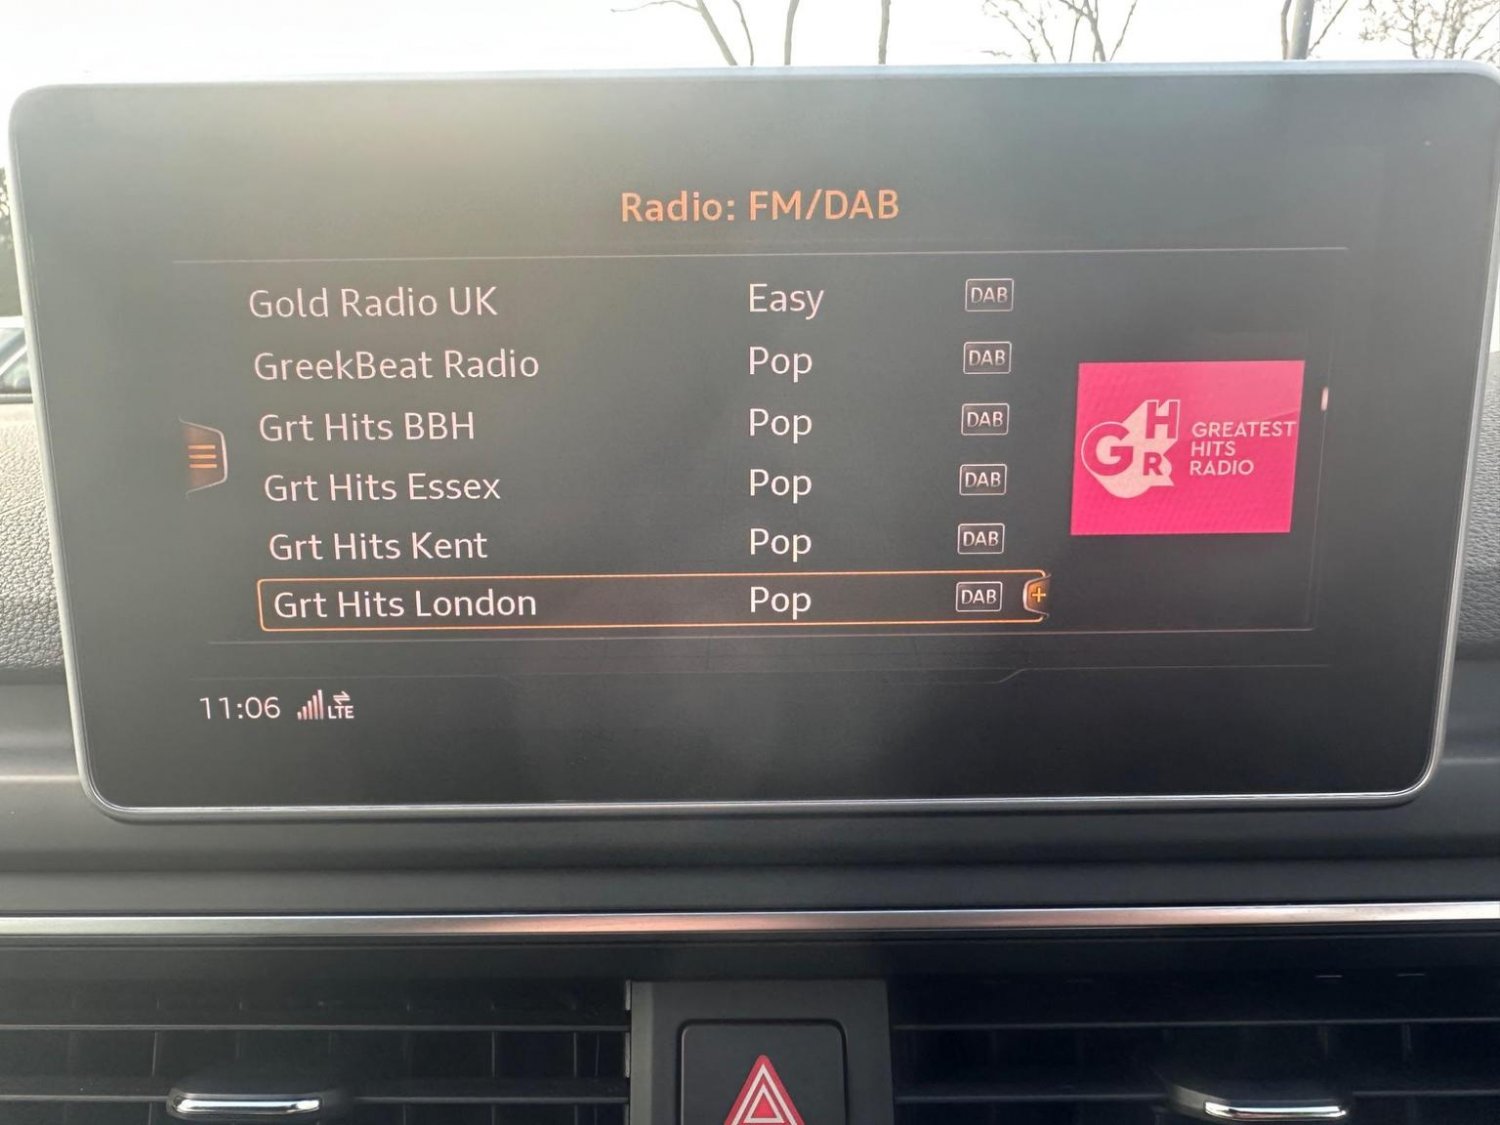 Radio: FM/DAB
Gold Radio UK Easy DAB
GreekBeat Radio Pop DAB
Grt Hits BBH Pop DAB
Grt Hits Essex Pop DAB
Grt Hits Kent Pop DAB
Grt Hits London Pop DAB +
GHR GREATEST
HITS
RADIO
11:06 LTE